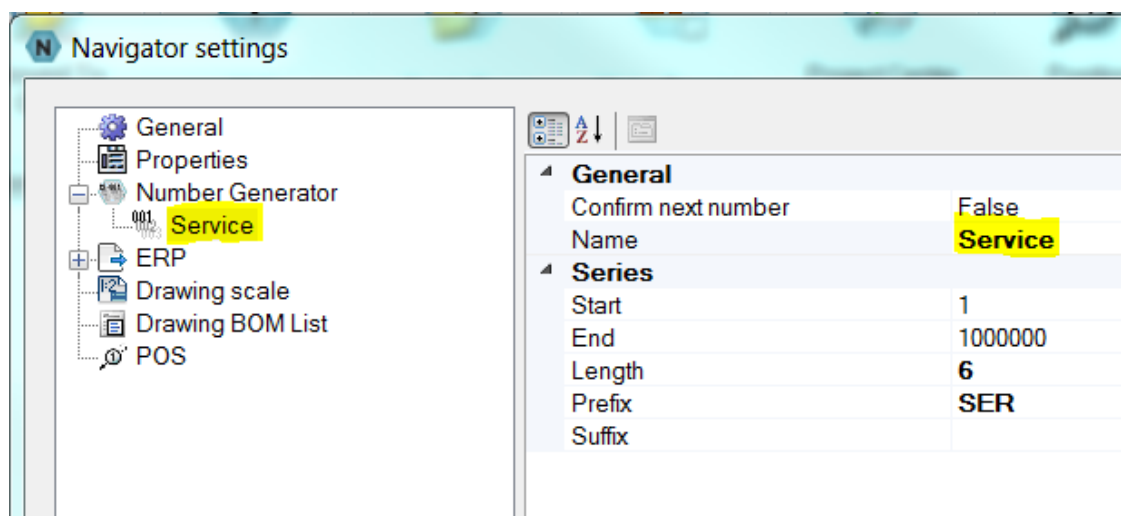 Navigator settings
General
Properties
Number Generator
Service
ERP
Drawing scale
Drawing BOM List
POS
General
Confirm next number False
Name Service
Series
Start 1
End 1000000
Length 6
Prefix SER
Suffix